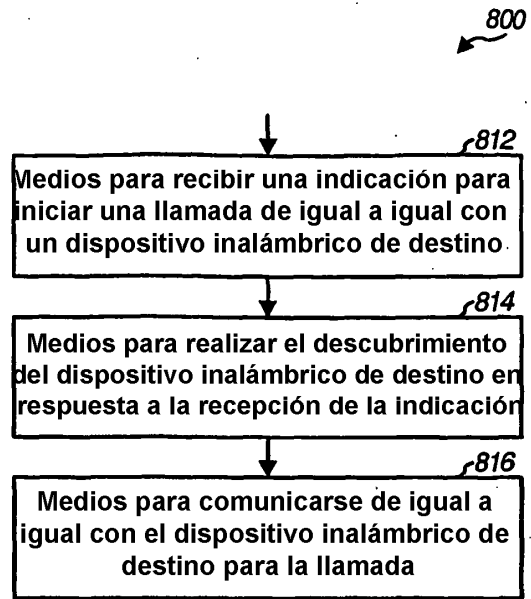 800
812
Medios para recibir una indicación para
iniciar una llamada de igual a igual con
un dispositivo inalámbrico de destino
814
Medios para realizar el descubrimiento
del dispositivo inalámbrico de destino en
respuesta a la recepción de la indicación
816
Medios para comunicarse de igual a
igual con el dispositivo inalámbrico de
destino para la llamada